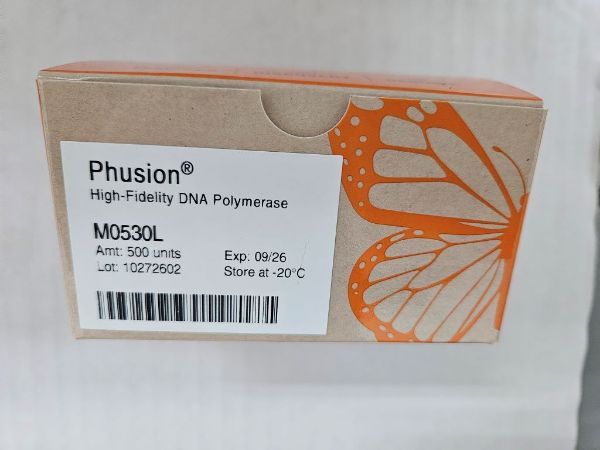 Phusion®
High-Fidelity DNA Polymerase
M0530L
Amt: 500 units Exp: 09/26
Lot: 10272602 Store at -20°C